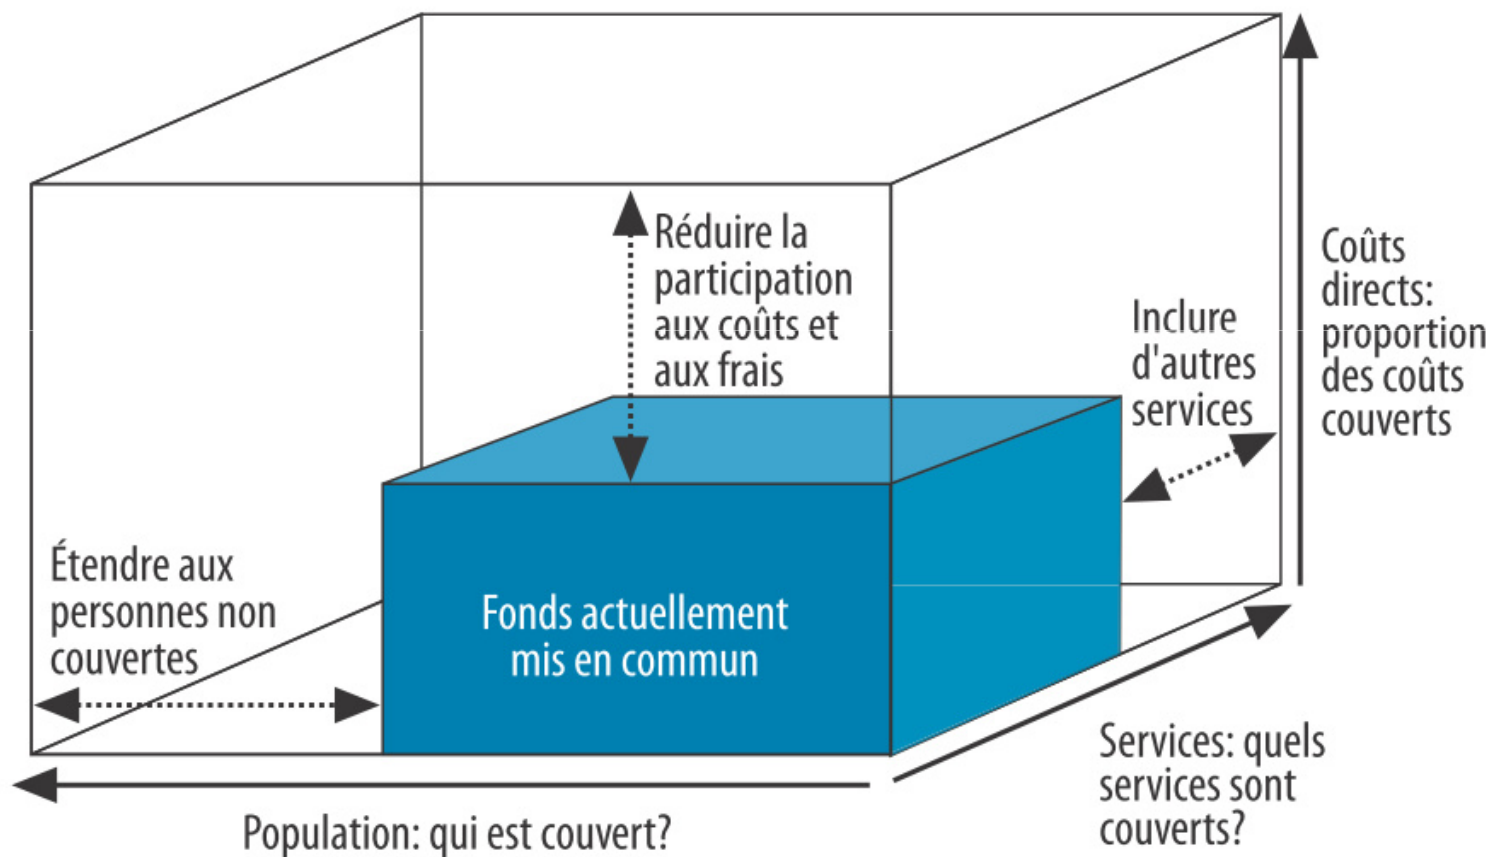 Réduire la
participation
aux coûts et
aux frais
Coûts
directs:
proportion
des coûts
couverts
Inclure
d'autres
services
Étendre aux
personnes non
couvertes
Fonds actuellement
mis en commun
Services: quels
services sont
couverts?
Population: qui est couvert?